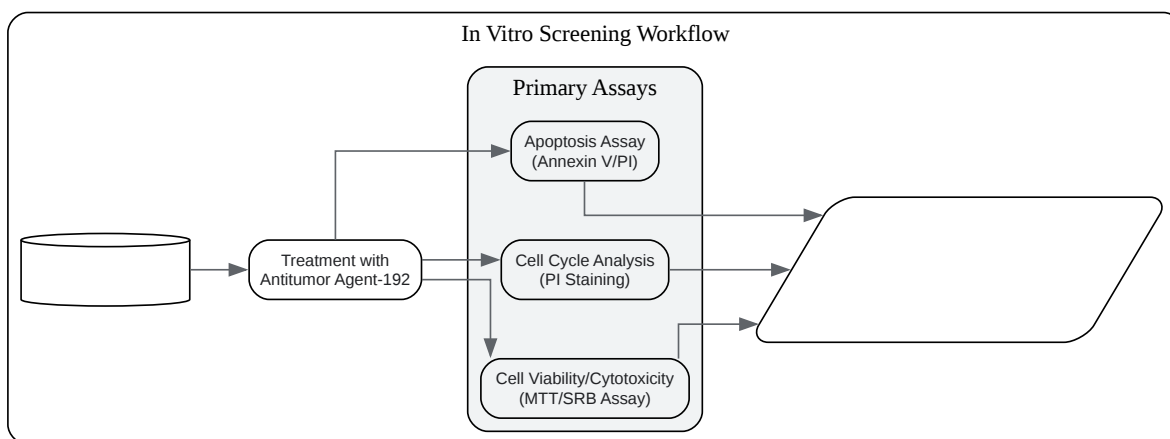 In Vitro Screening Workflow
Primary Assays
Apoptosis Assay
(Annexin V/PI)
Treatment with
Antitumor Agent-192
Cell Cycle Analysis
(PI Staining)
Cell Viability/Cytotoxicity
(MTT/SRB Assay)